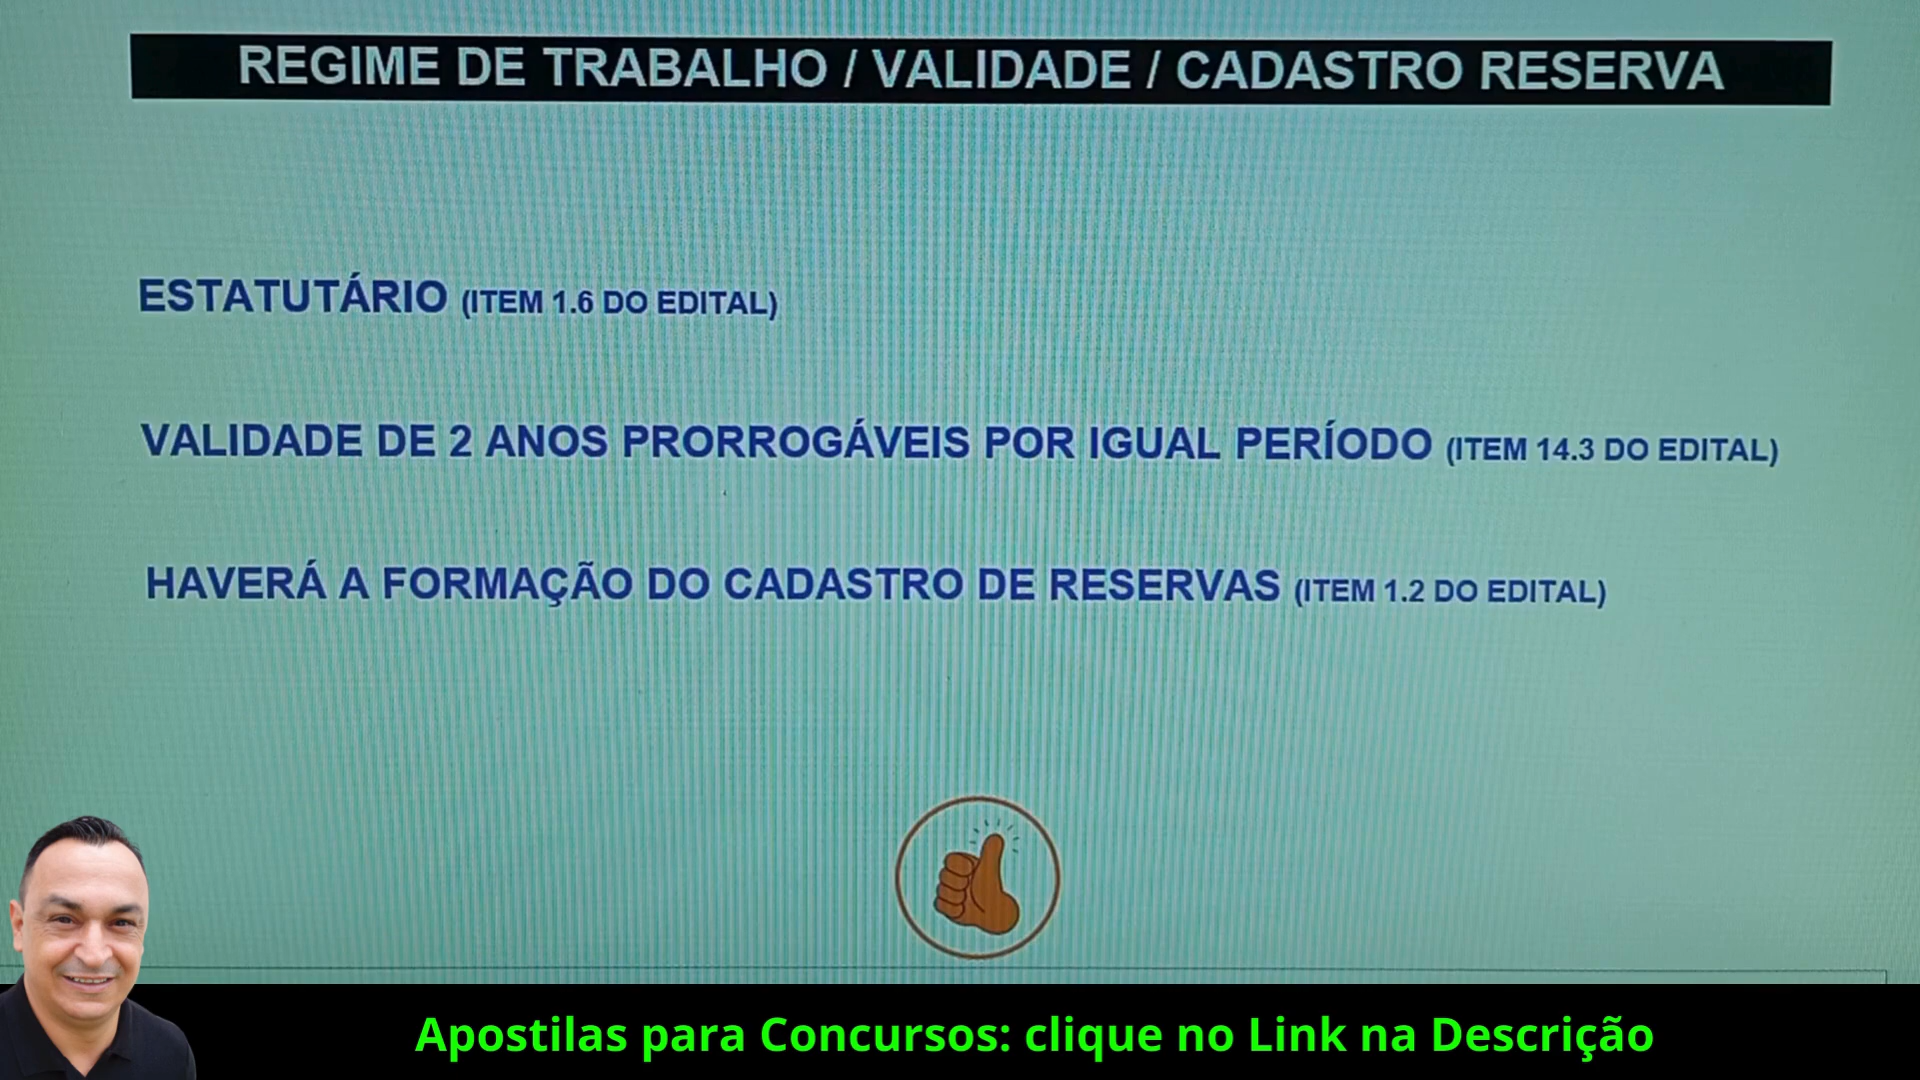 REGIME DE TRABALHO / VALIDADE / CADASTRO RESERVA
ESTATUTÁRIO (ITEM 1.6 DO EDITAL)
VALIDADE DE 2 ANOS PRORROGÁVEIS POR IGUAL PERÍODO (ITEM 14.3 DO EDITAL)
HAVERÁ A FORMAÇÃO DO CADASTRO DE RESERVAS (ITEM 1.2 DO EDITAL)
Apostilas para Concursos: clique no Link na Descrição